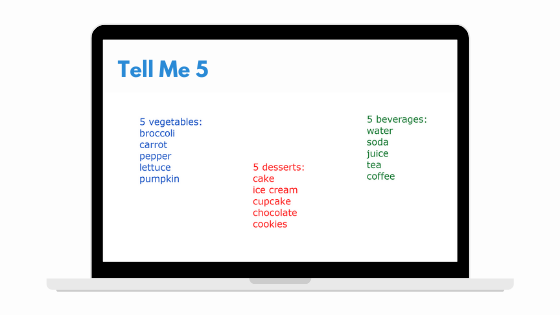 Tell Me 5
5 vegetables:
broccoli
carrot
pepper
lettuce
pumpkin
5 desserts:
cake
ice cream
cupcake
chocolate
cookies
5 beverages:
water
soda
juice
tea
coffee